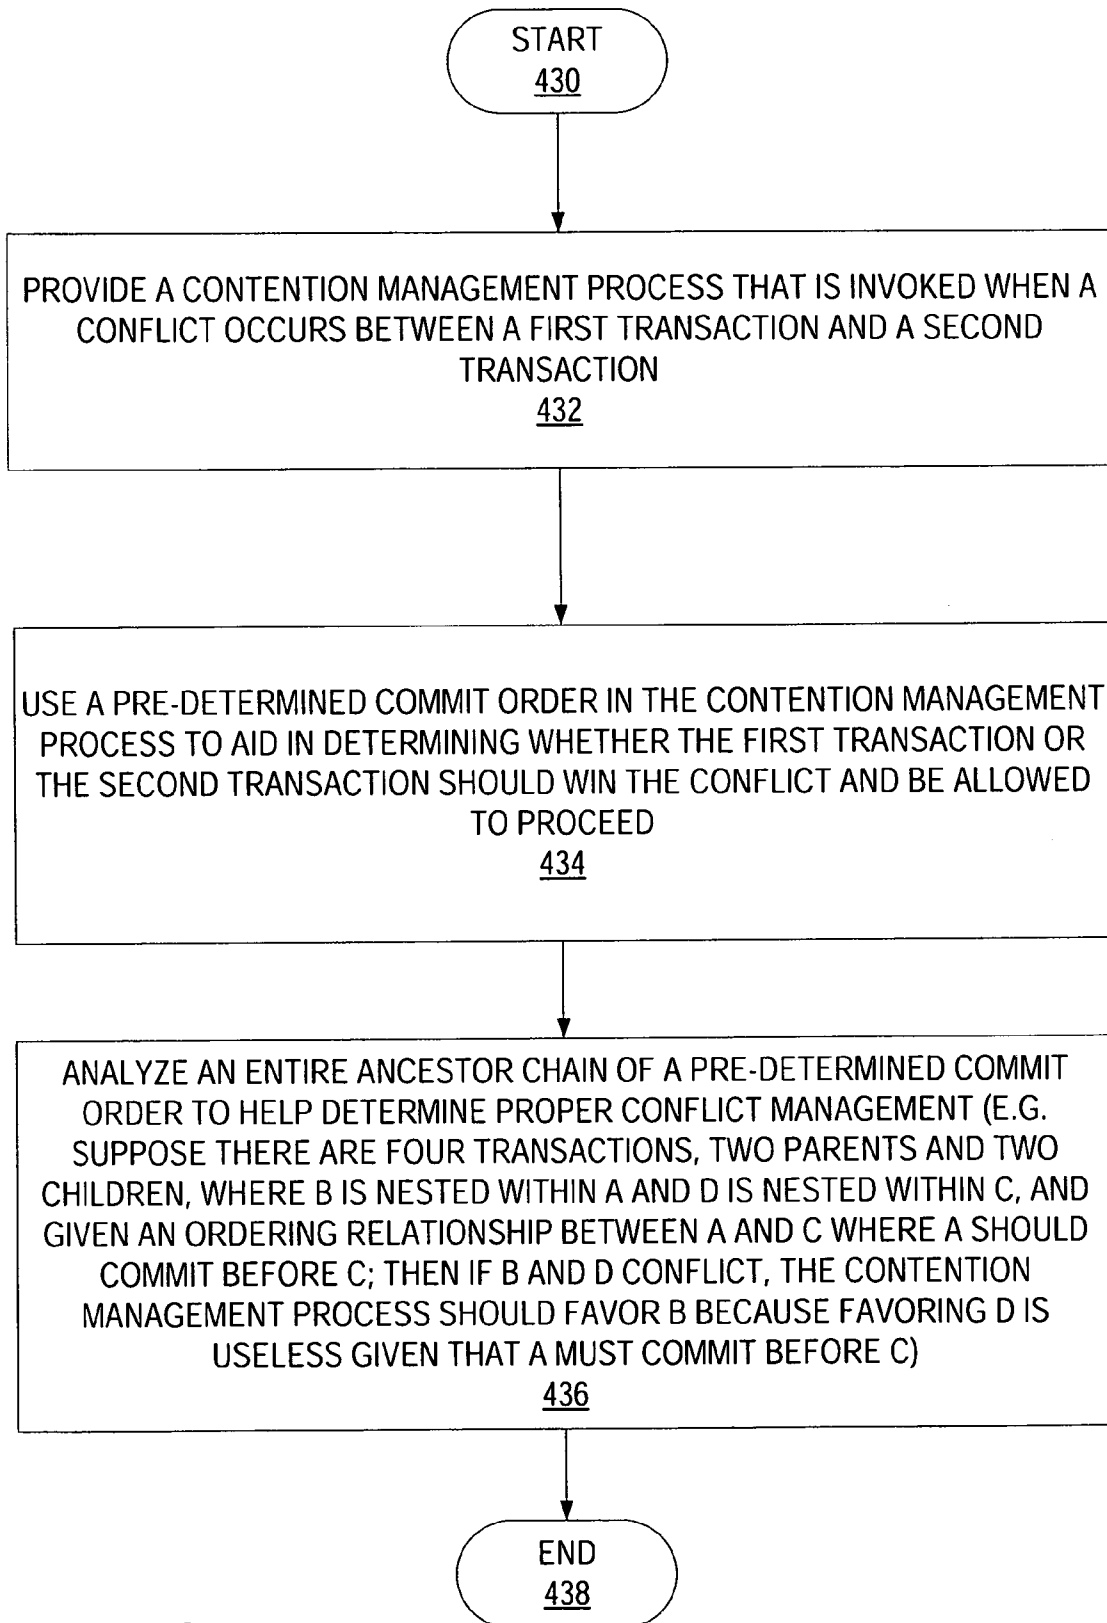 START
430
PROVIDE A CONTENTION MANAGEMENT PROCESS THAT IS INVOKED WHEN A
CONFLICT OCCURS BETWEEN A FIRST TRANSACTION AND A SECOND
TRANSACTION
432
USE A PRE-DETERMINED COMMIT ORDER IN THE CONTENTION MANAGEMENT
PROCESS TO AID IN DETERMINING WHETHER THE FIRST TRANSACTION OR
THE SECOND TRANSACTION SHOULD WIN THE CONFLICT AND BE ALLOWED
TO PROCEED
434
ANALYZE AN ENTIRE ANCESTOR CHAIN OF A PRE-DETERMINED COMMIT
ORDER TO HELP DETERMINE PROPER CONFLICT MANAGEMENT (E.G.
SUPPOSE THERE ARE FOUR TRANSACTIONS, TWO PARENTS AND TWO
CHILDREN, WHERE B IS NESTED WITHIN A AND D IS NESTED WITHIN C, AND
GIVEN AN ORDERING RELATIONSHIP BETWEEN A AND C WHERE A SHOULD
COMMIT BEFORE C; THEN IF B AND D CONFLICT, THE CONTENTION
MANAGEMENT PROCESS SHOULD FAVOR B BECAUSE FAVORING D IS
USELESS GIVEN THAT A MUST COMMIT BEFORE C)
436
END
438